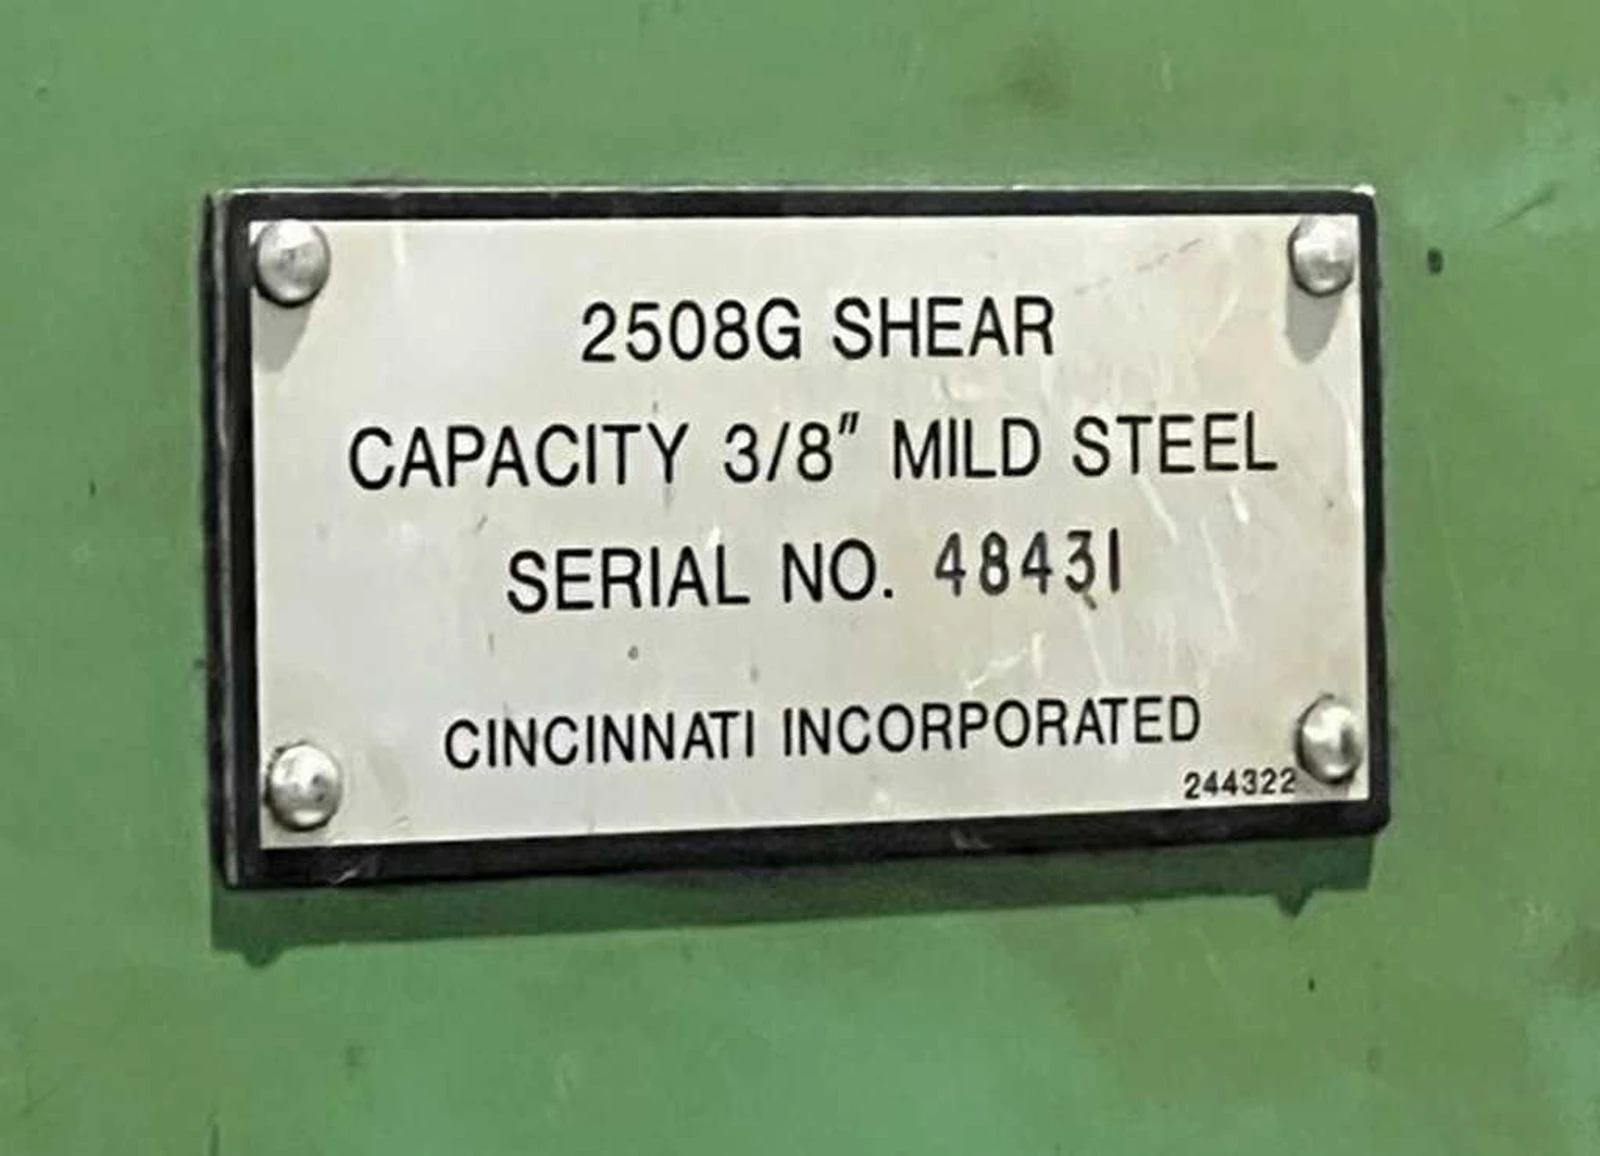 2508G SHEAR
CAPACITY 3/8" MILD STEEL
SERIAL NO. 48431
CINCINNATI INCORPORATED
244322